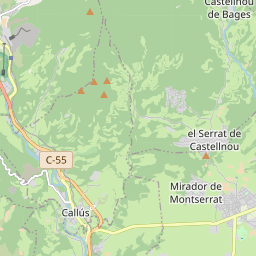 Castellnou
de Bages
el Serrat de
Castellnou
C-55
Mirador de
Montserrat
Callús